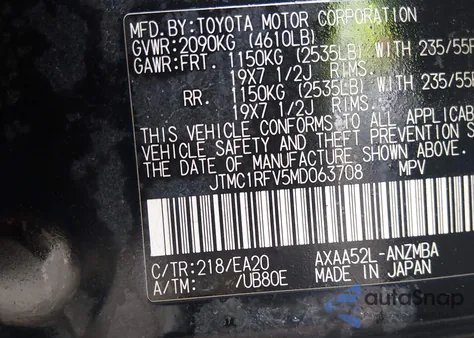 MFD.BY:TOYOTA MOTOR CORPORATION
GVWR:2090KG (4610LB)
GAWR:FRT. 1150KG (2535LB) WITH 235/55R
19X7 1/2J RIMS,
RR. 1150KG (2535LB) WITH 235/55R
19X7 1/2J RIMS.
THIS VEHICLE CONFORMS TO ALL APPLICAB
VEHICLE SAFETY AND THEFT PREVENTION S
THE DATE OF MANUFACTURE SHOWN ABOVE.
JTMC1RFV5MD063708 MPV
C/TR:218/EA20 AXAA52L-ANZMBA
A/TM: /UB80E MADE IN JAPAN
autosnap